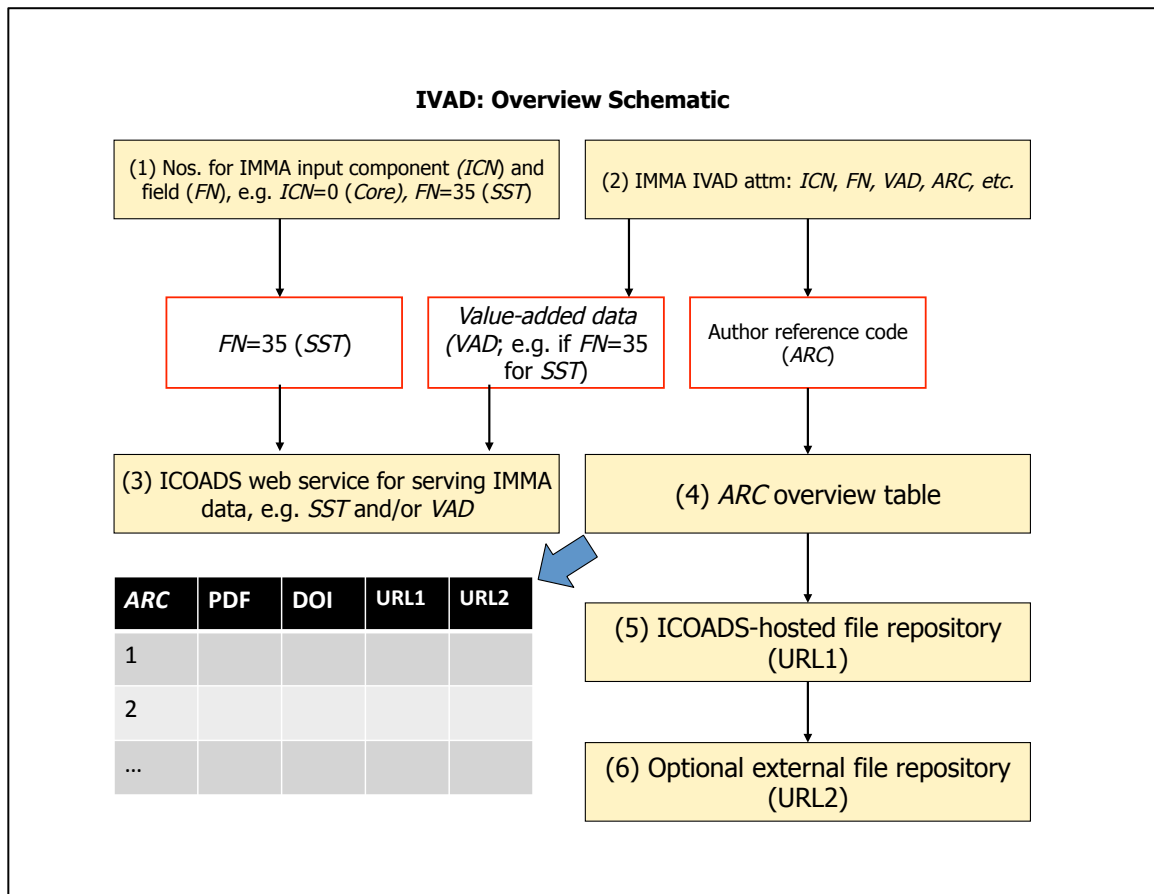 IVAD: Overview Schematic
(1) Nos. for IMMA input component (ICN) and
field (FN), e.g. ICN=0 (Core), FN=35 (SST)
(2) IMMA IVAD attm: ICN, FN, VAD, ARC, etc.
FN=35 (SST)
Value-added data
(VAD; e.g. if FN=35
for SST)
Author reference code
(ARC)
(3) ICOADS web service for serving IMMA
data, e.g. SST and/or VAD
(4) ARC overview table
ARC PDF DOI URL1 URL2
1
2
...
(5) ICOADS-hosted file repository
(URL1)
(6) Optional external file repository
(URL2)